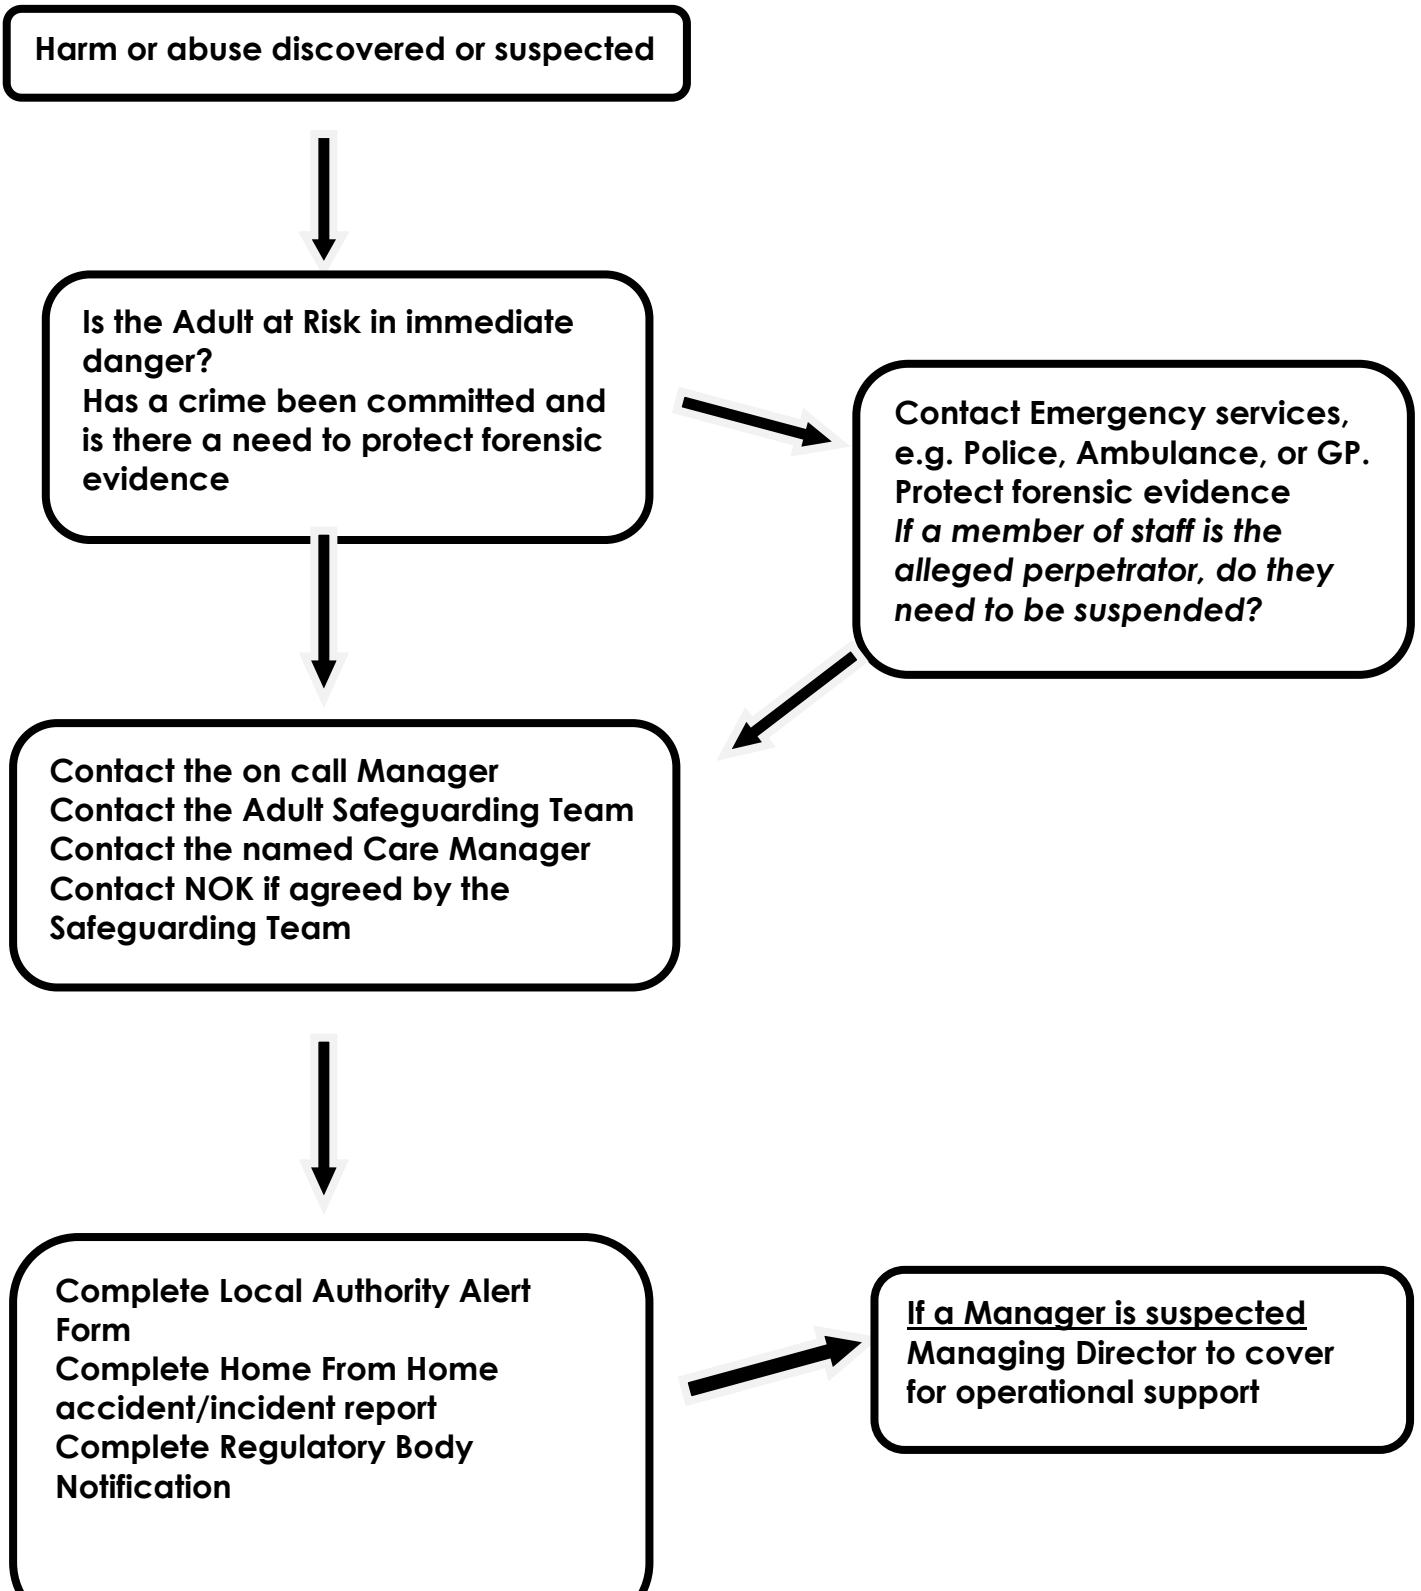 Harm or abuse discovered or suspected
Is the Adult at Risk in immediate
danger?
Has a crime been committed and
is there a need to protect forensic
evidence
Contact Emergency services,
e.g. Police, Ambulance, or GP.
Protect forensic evidence
If a member of staff is the
alleged perpetrator, do they
need to be suspended?
Contact the on call Manager
Contact the Adult Safeguarding Team
Contact the named Care Manager
Contact NOK if agreed by the
Safeguarding Team
Complete Local Authority Alert
Form
Complete Home From Home
accident/incident report
Complete Regulatory Body
Notification
If a Manager is suspected
Managing Director to cover
for operational support